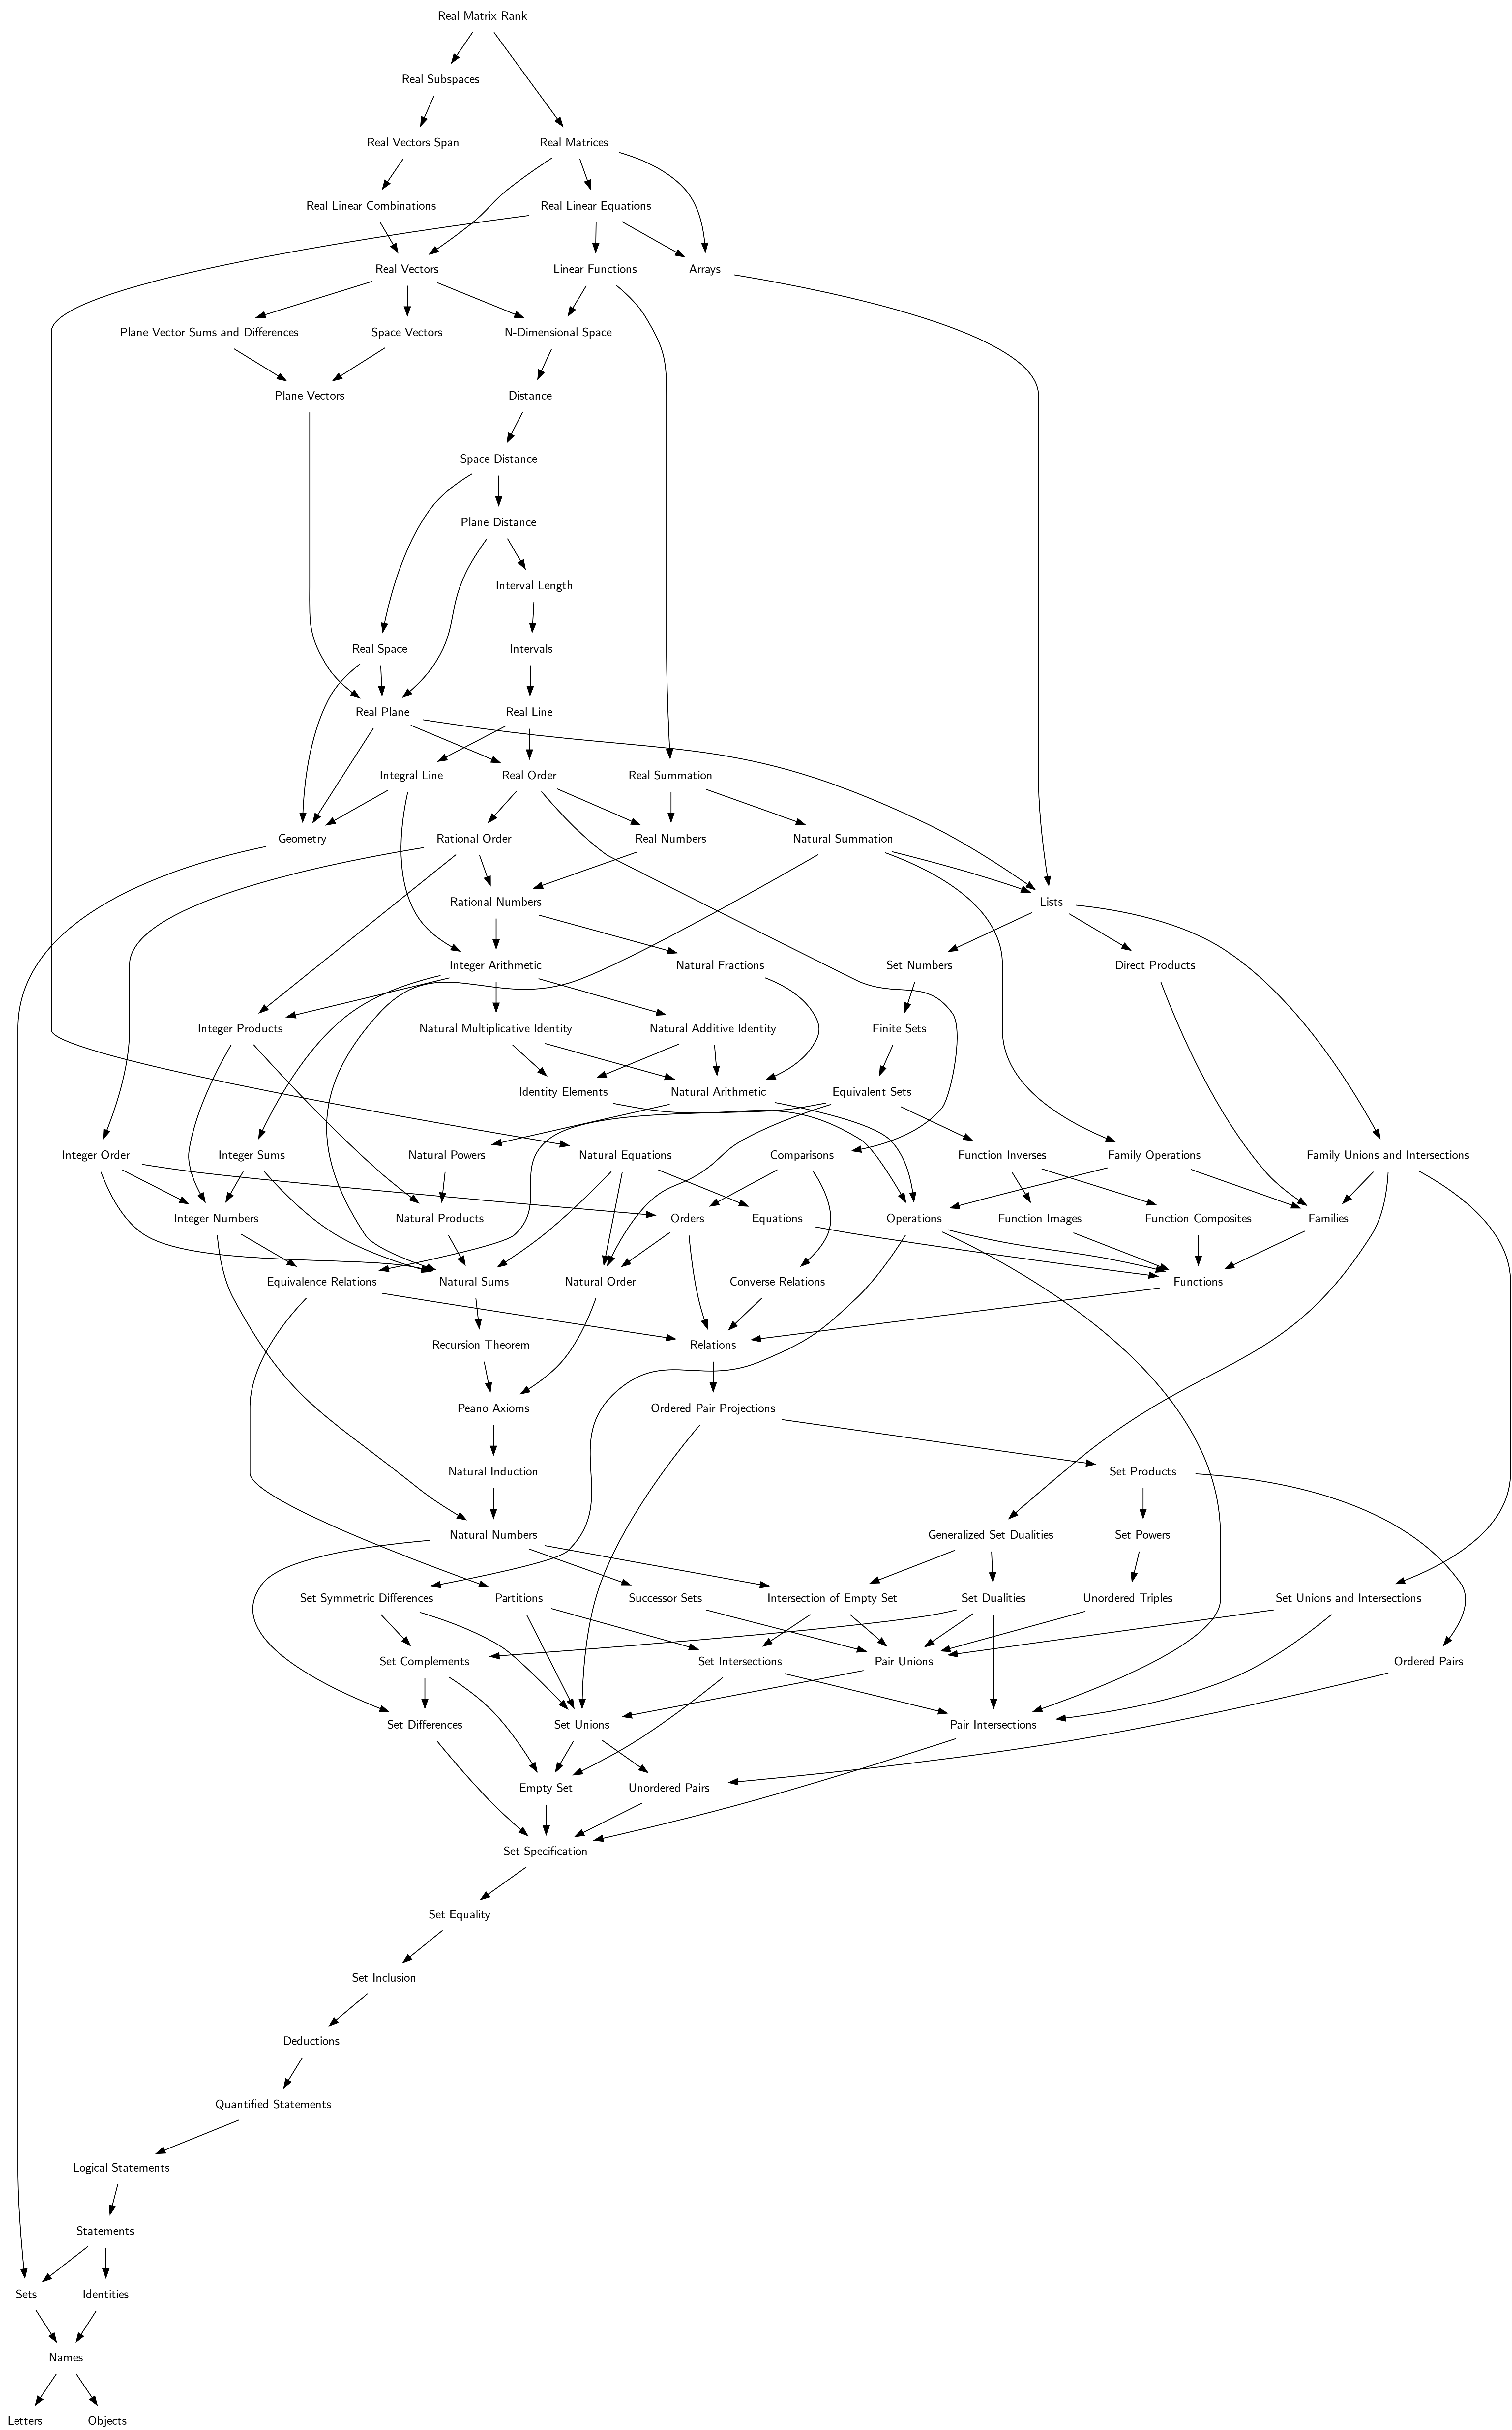 Real Matrix Rank
Real Subspaces
Real Vectors Span
Real Matrices
Real Linear Combinations
Real Linear Equations
Real Vectors
Linear Functions
Arrays
Plane Vector Sums and Differences
Space Vectors
N-Dimensional Space
Plane Vectors
Distance
Space Distance
Plane Distance
Interval Length
Real Space
Intervals
Real Plane
Real Line
Integral Line
Real Order
Real Summation
Geometry
Rational Order
Real Numbers
Natural Summation
Rational Numbers
Lists
Integer Arithmetic
Natural Fractions
Set Numbers
Direct Products
Integer Products
Natural Multiplicative Identity
Natural Additive Identity
Finite Sets
Identity Elements
Natural Arithmetic
Equivalent Sets
Integer Order
Integer Sums
Natural Powers
Natural Equations
Comparisons
Function Inverses
Family Operations
Family Unions and Intersections
Integer Numbers
Natural Products
Orders
Equations
Operations
Function Images
Function Composites
Families
Equivalence Relations
Natural Sums
Natural Order
Converse Relations
Functions
Recursion Theorem
Relations
Peano Axioms
Ordered Pair Projections
Natural Induction
Set Products
Natural Numbers
Generalized Set Dualities
Set Powers
Set Symmetric Differences
Partitions
Successor Sets
Intersection of Empty Set
Set Dualities
Unordered Triples
Set Unions and Intersections
Set Complements
Set Intersections
Pair Unions
Ordered Pairs
Set Differences
Set Unions
Pair Intersections
Empty Set
Unordered Pairs
Set Specification
Set Equality
Set Inclusion
Deductions
Quantified Statements
Logical Statements
Statements
Sets
Identities
Names
Letters
Objects